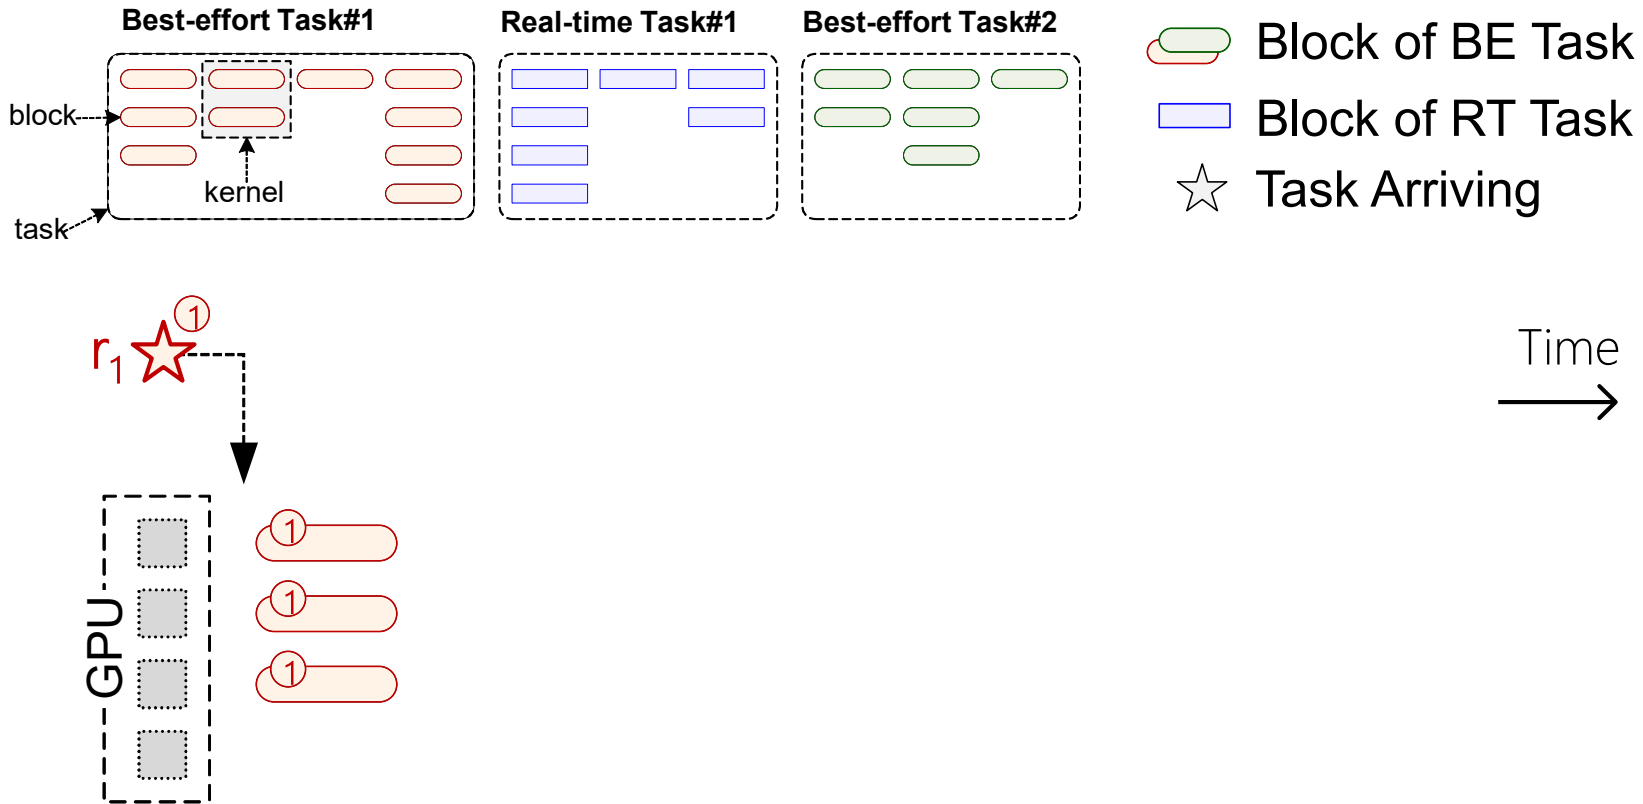 Best-effort Task#1
Real-time Task#1
Best-effort Task#2
Block of BE Task
block
Block of RT Task
kernel
Task Arriving
task
1
r1
Time
1
1
1
GPU